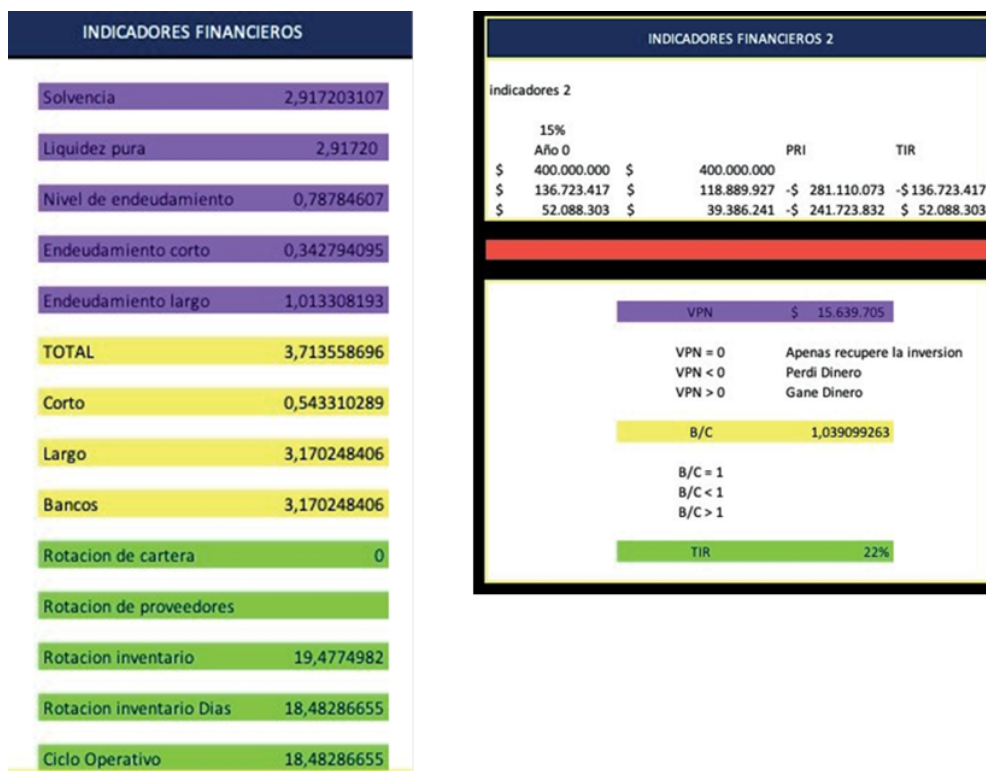 INDICADORES FINANCIEROS
Solvencia 2,917203107
Liquidez pura 2,91720
Nivel de endeudamiento 0,78784607
Endeudamiento corto 0,342794095
Endeudamiento largo 1,013308193
TOTAL 3,713558696
Corto 0,543310289
Largo 3,170248406
Bancos 3,170248406
Rotacion de cartera 0
Rotacion de proveedores
Rotacion inventario 19,4774982
Rotacion inventario Dias 18,48286655
Ciclo Operativo 18,48286655
INDICADORES FINANCIEROS 2
indicadores 2
15%
Año 0 PRI TIR
$ 400.000.000 $ 400.000.000
$ 136.723.417 $ 118.889.927 -$ 281.110.073 -$ 136.723.417
$ 52.088.303 $ 39.386.241 -$ 241.723.832 $ 52.088.303
VPN $ 15.639.705
VPN = 0 Apenas recupere la inversion
VPN < 0 Perdi Dinero
VPN > 0 Gane Dinero
B/C 1,039099263
B/C = 1
B/C < 1
B/C > 1
TIR 22%